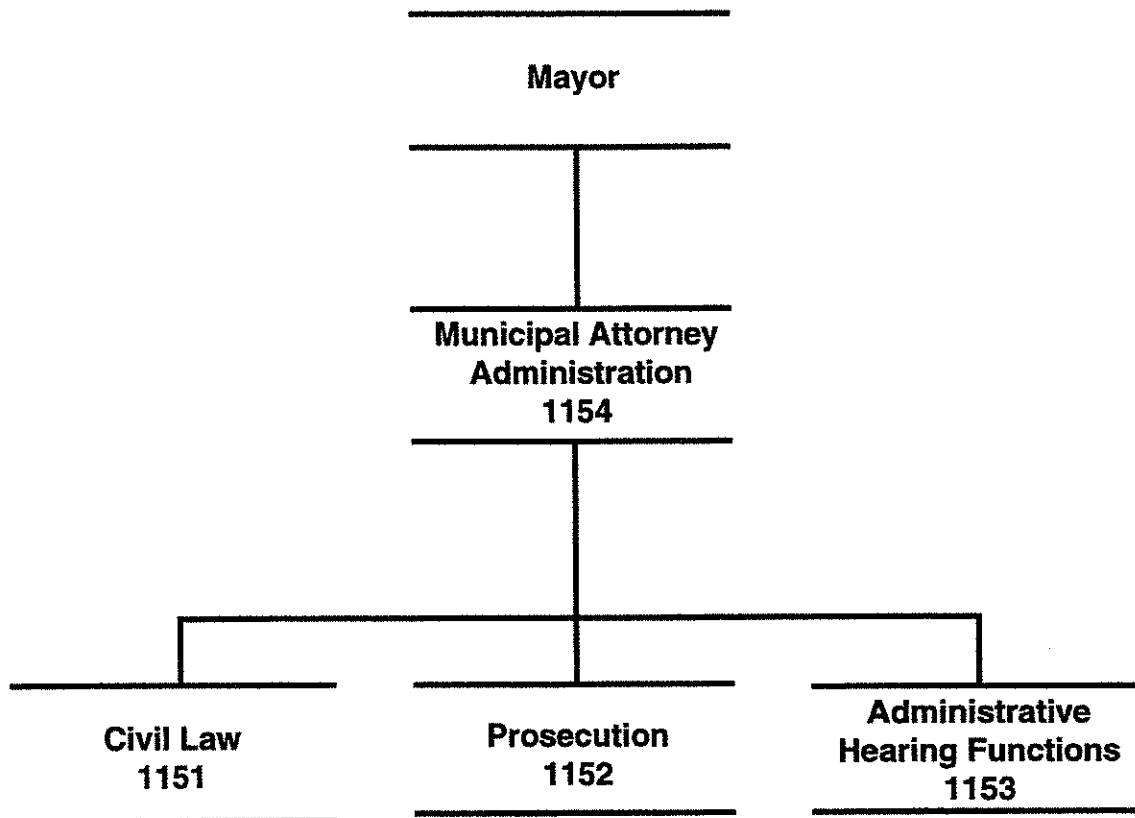 Mayor
Municipal Attorney
Administration
1154
Civil Law
1151
Prosecution
1152
Administrative
Hearing Functions
1153